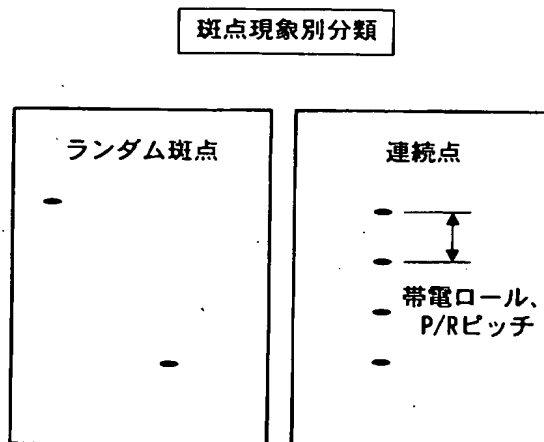 斑点現象別分類
ランダム斑点
連続点
帯電ロール、
P/Rピッチ